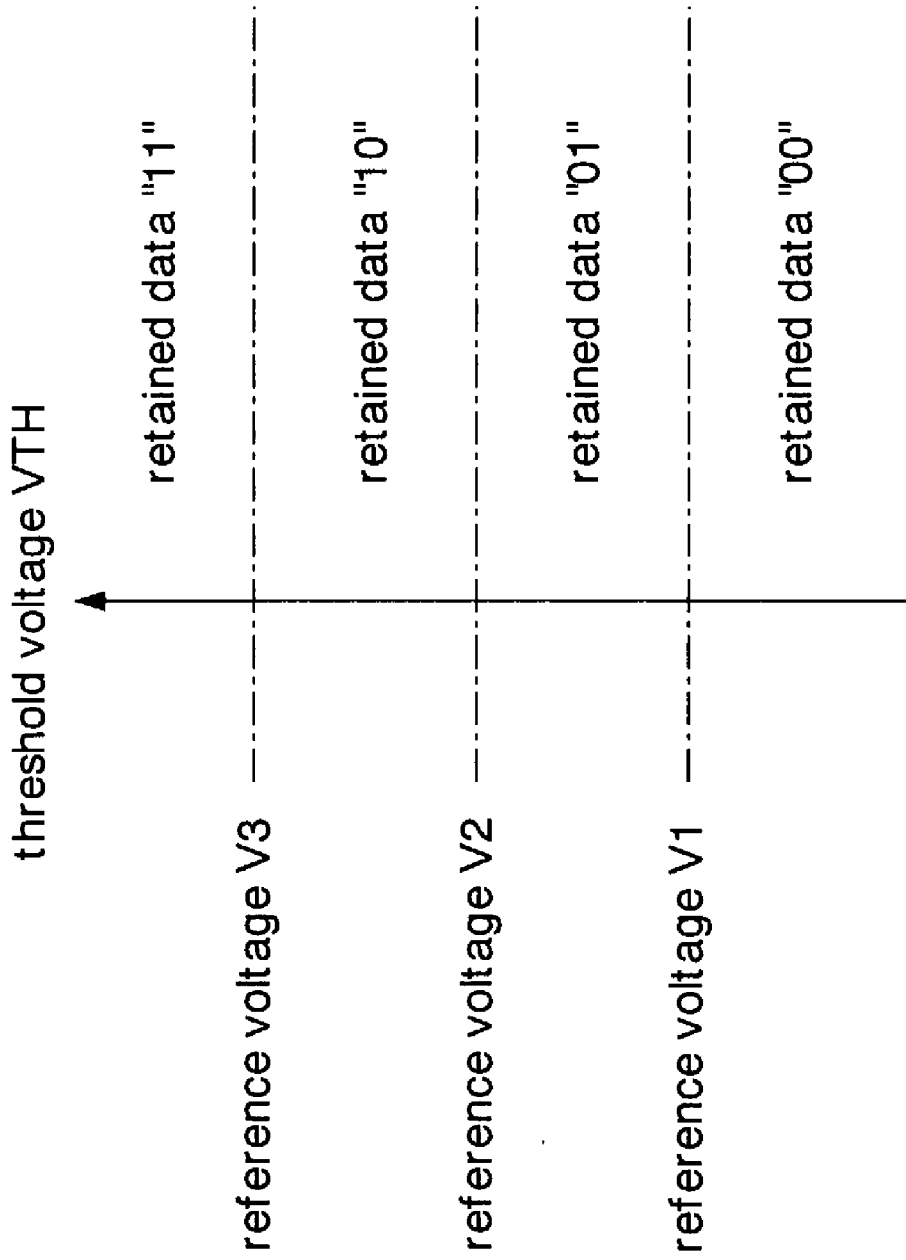 threshold voltage VTH
retained data "11"
reference voltage V3
retained data "10"
reference voltage V2
retained data "01"
reference voltage V1
retained data "00"